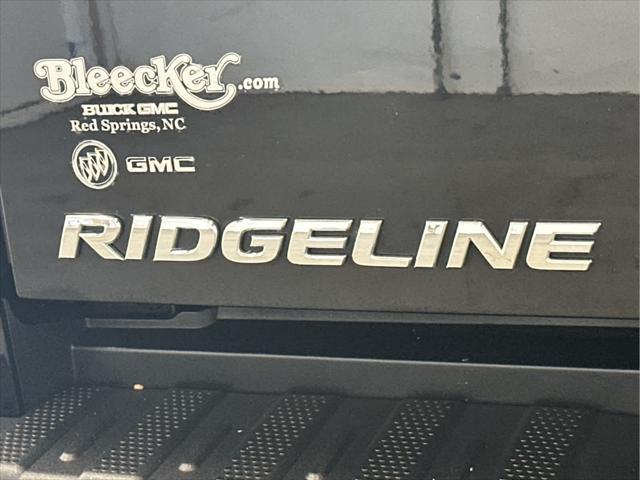 Bleecker.com
BUICK GMC
Red Springs, NC
GMC
RIDGELINE